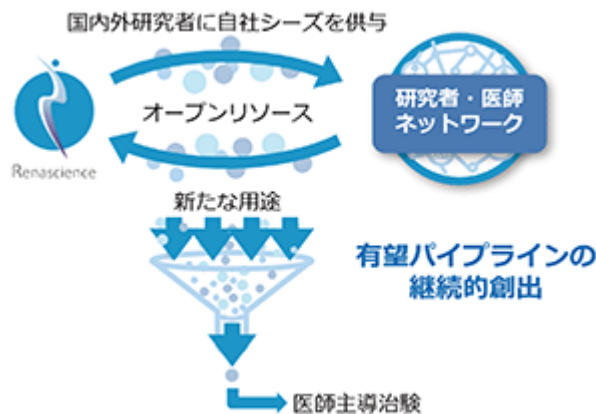 国内外研究者に自社シーズを供与
オープンリソース
Renascience
研究者・医師
ネットワーク
新たな用途
有望パイプラインの
継続的創出
医師主導治験